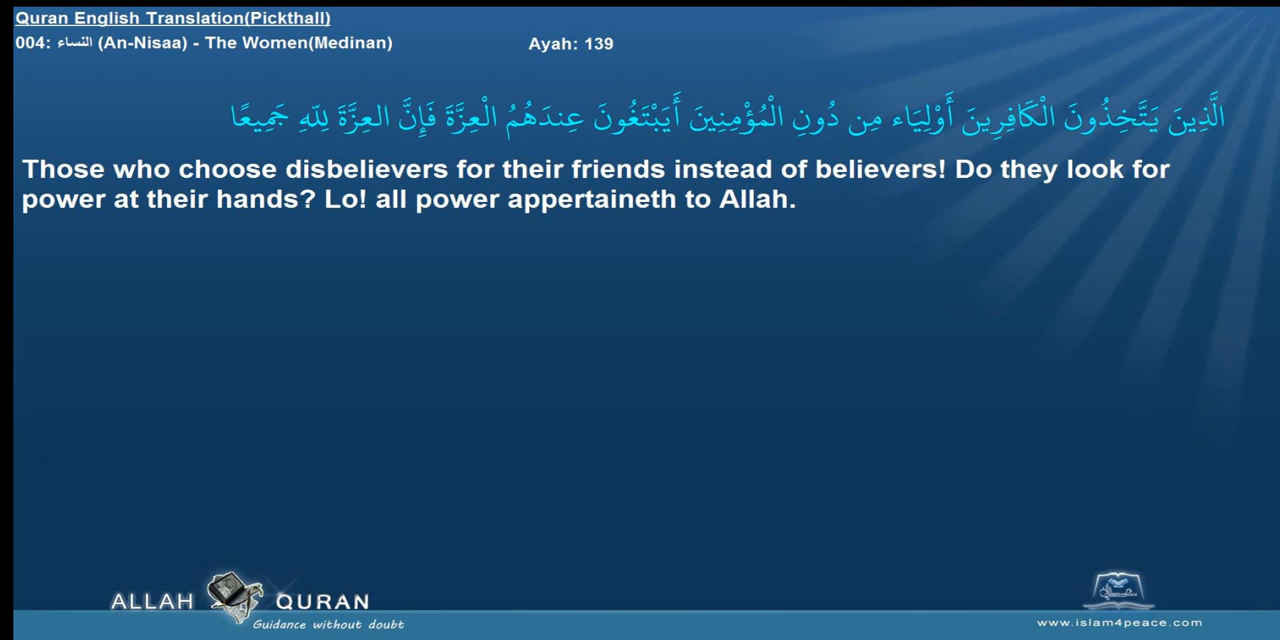 Quran English Translation(Pickthall)
004: النساء (An-Nisaa) - The Women(Medinan)
Ayah: 139
الَّذِينَ يَتَّخِذُونَ الْكَافِرِينَ أَوْلِيَاء مِن دُونِ الْمُؤْمِنِينَ أَيَبْتَغُونَ عِندَهُمُ الْعِزَّةَ فَإِنَّ العِزَّةَ لِلّهِ جَمِيعًا
Those who choose disbelievers for their friends instead of believers! Do they look for
power at their hands? Lo! all power appertaineth to Allah.
ALLAH QURAN
Guidance without doubt
www.islam4peace.com